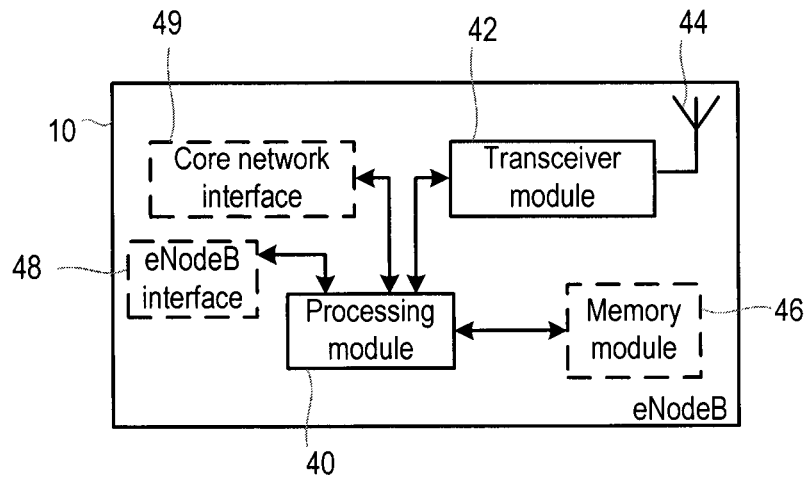 49
42
44
10
Core network
interface
Transceiver
module
48
eNodeB
interface
Processing
module
Memory
module
46
eNodeB
40